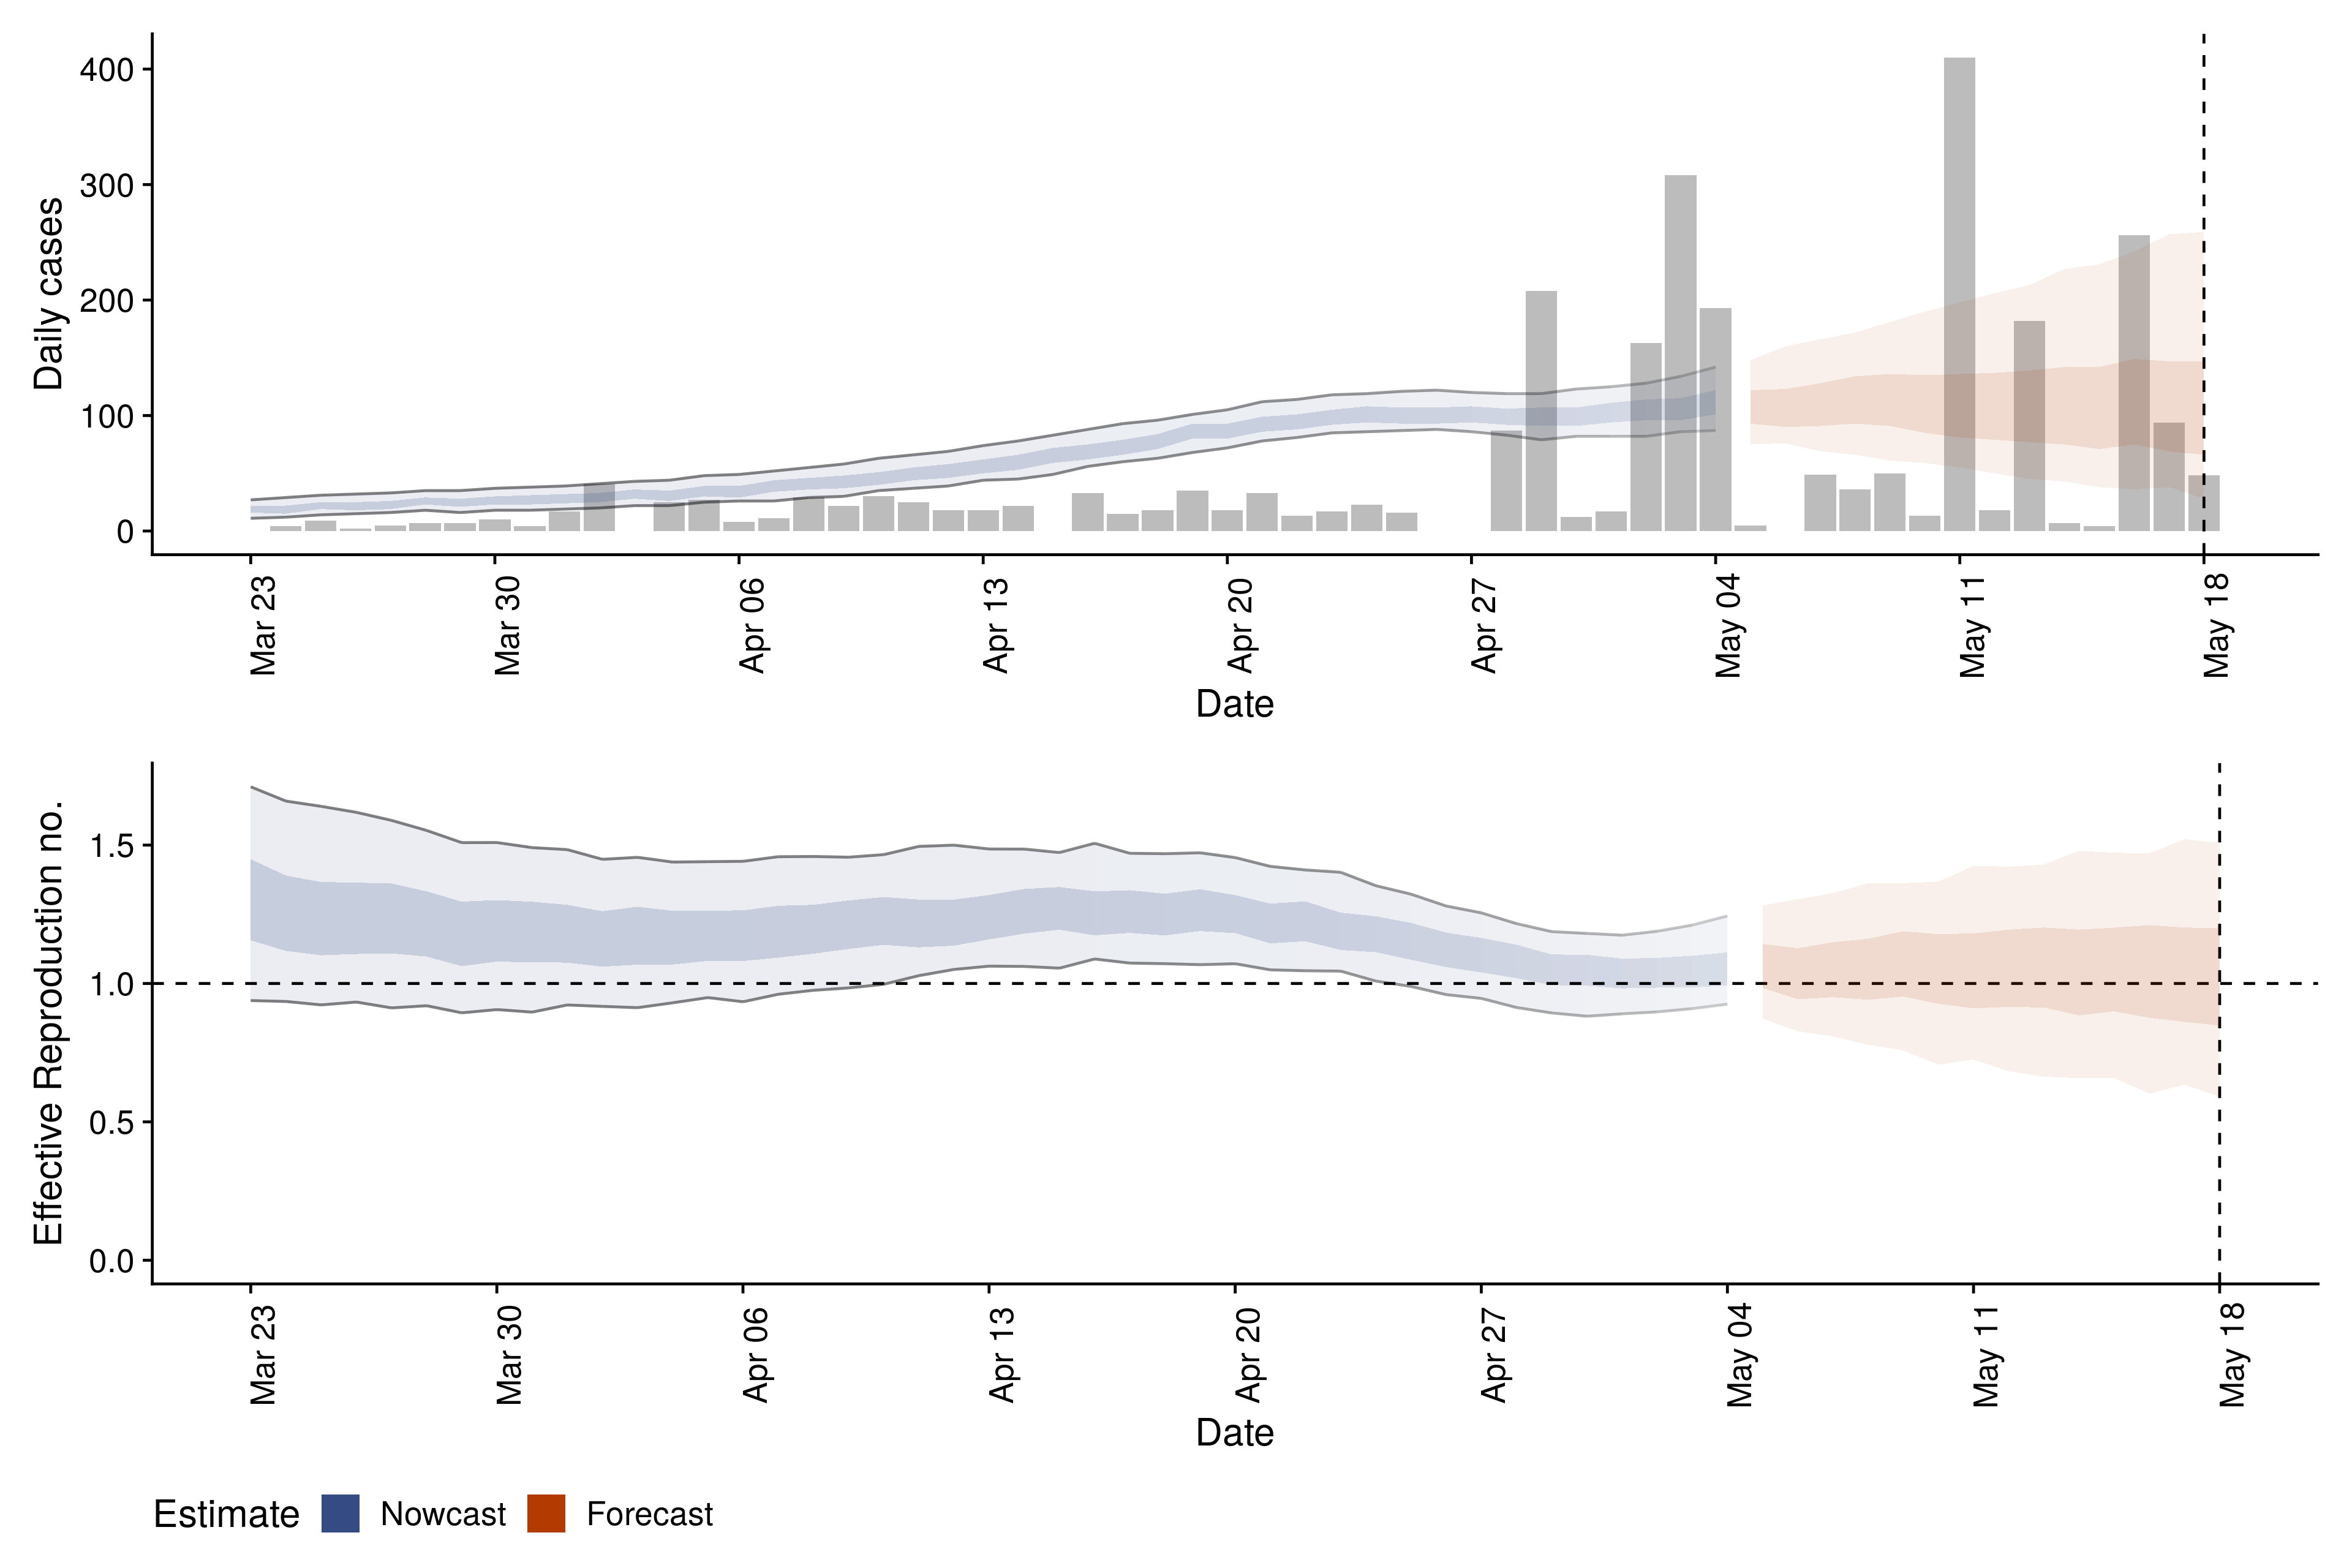 Daily cases
400
300
200
100
0
Mar 23
Mar 30
Apr 06
Apr 13
Apr 20
Apr 27
May 04
May 11
May 18
Date
Effective Reproduction no.
1.5
1.0
0.5
0.0
Mar 23
Mar 30
Apr 06
Apr 13
Apr 20
Apr 27
May 04
May 11
May 18
Date
Estimate Nowcast Forecast